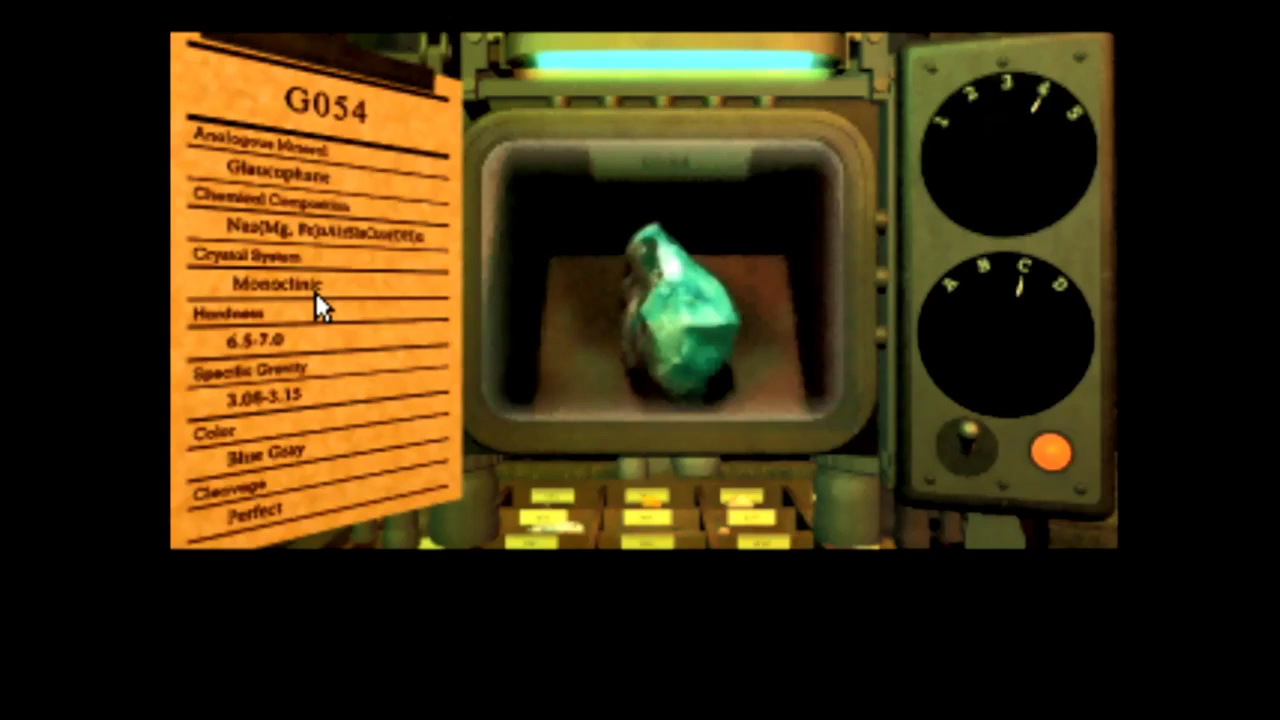 G054
Analogous Mineral
Glaucophane
Chemical Composition
Crystal System
Monoclinic
Hardness
6.5-7.0
Specific Gravity
3.08-3.15
Color
Blue Gray
Cleavage
Perfect
1 2 3 4 5
A B C D